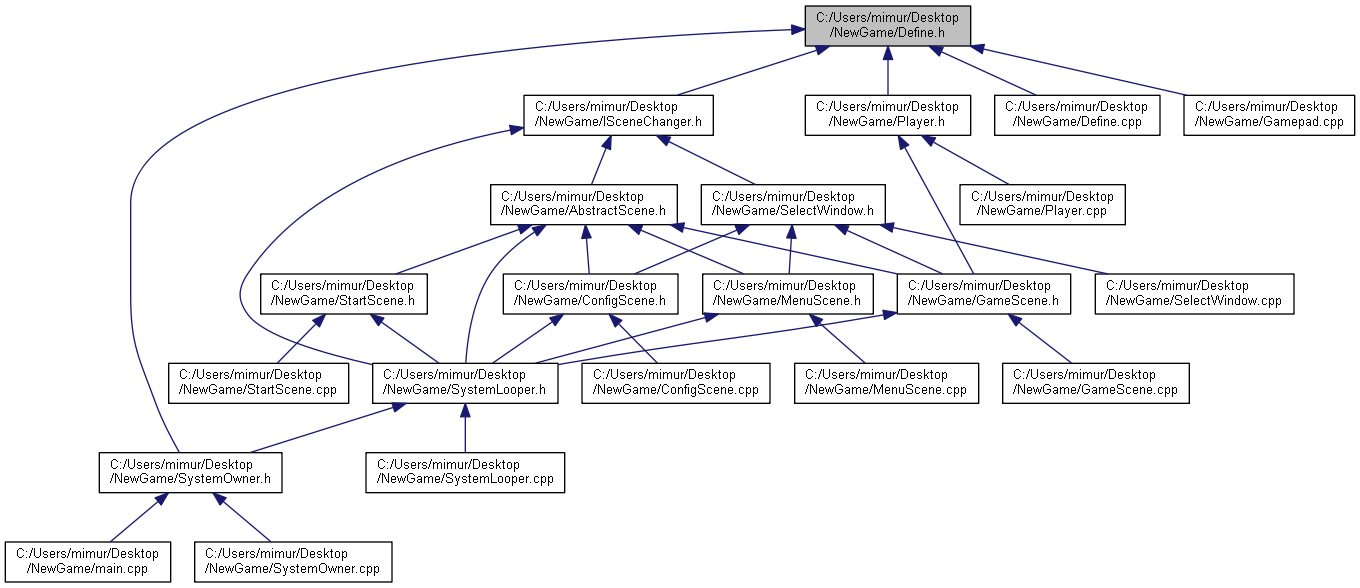 C:/Users/mimur/Desktop
/NewGame/Define.h
C:/Users/mimur/Desktop
/NewGame/ISceneChanger.h
C:/Users/mimur/Desktop
/NewGame/Player.h
C:/Users/mimur/Desktop
/NewGame/Define.cpp
C:/Users/mimur/Desktop
/NewGame/Gamepad.cpp
C:/Users/mimur/Desktop
/NewGame/AbstractScene.h
C:/Users/mimur/Desktop
/NewGame/SelectWindow.h
C:/Users/mimur/Desktop
/NewGame/Player.cpp
C:/Users/mimur/Desktop
/NewGame/StartScene.h
C:/Users/mimur/Desktop
/NewGame/ConfigScene.h
C:/Users/mimur/Desktop
/NewGame/MenuScene.h
C:/Users/mimur/Desktop
/NewGame/GameScene.h
C:/Users/mimur/Desktop
/NewGame/SelectWindow.cpp
C:/Users/mimur/Desktop
/NewGame/StartScene.cpp
C:/Users/mimur/Desktop
/NewGame/SystemLooper.h
C:/Users/mimur/Desktop
/NewGame/ConfigScene.cpp
C:/Users/mimur/Desktop
/NewGame/MenuScene.cpp
C:/Users/mimur/Desktop
/NewGame/GameScene.cpp
C:/Users/mimur/Desktop
/NewGame/SystemOwner.h
C:/Users/mimur/Desktop
/NewGame/SystemLooper.cpp
C:/Users/mimur/Desktop
/NewGame/main.cpp
C:/Users/mimur/Desktop
/NewGame/SystemOwner.cpp